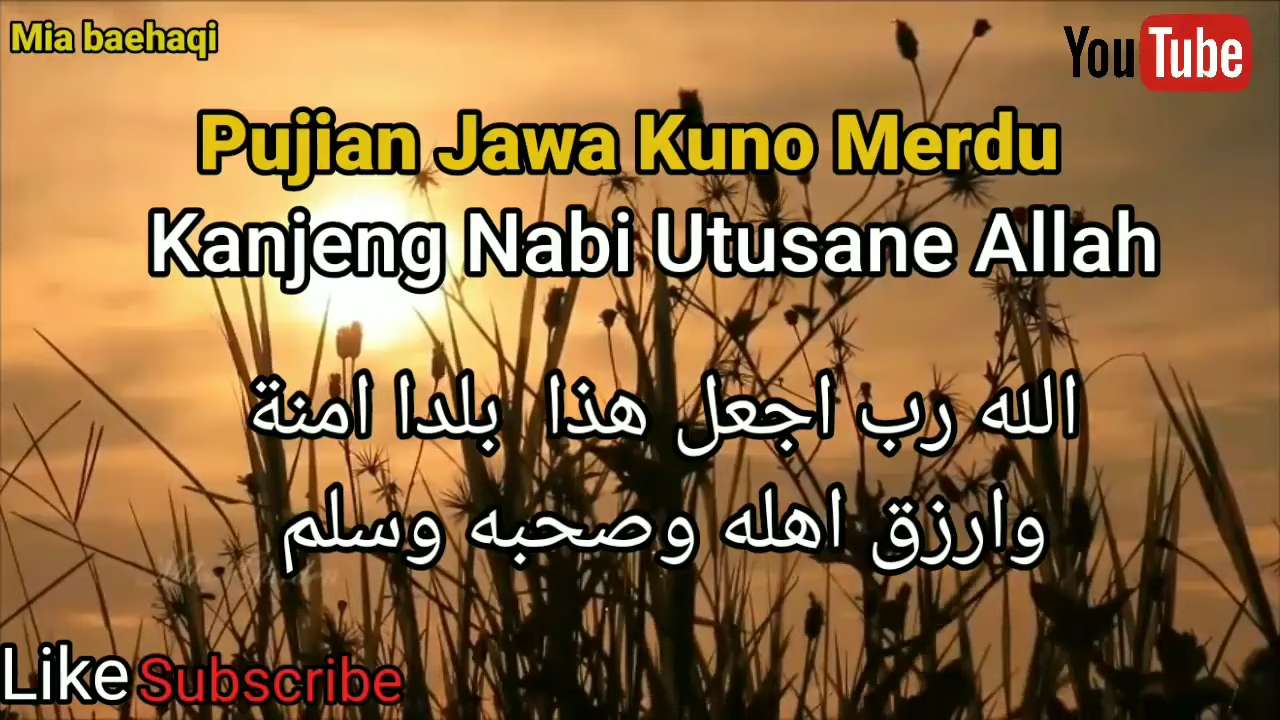 Mia baehaqi
YouTube
Pujian Jawa Kuno Merdu
Kanjeng Nabi Utusane Allah
الله رب اجعل هذا بلدا امنة
وارزق اهله وصحبه وسلم
Like Subscribe